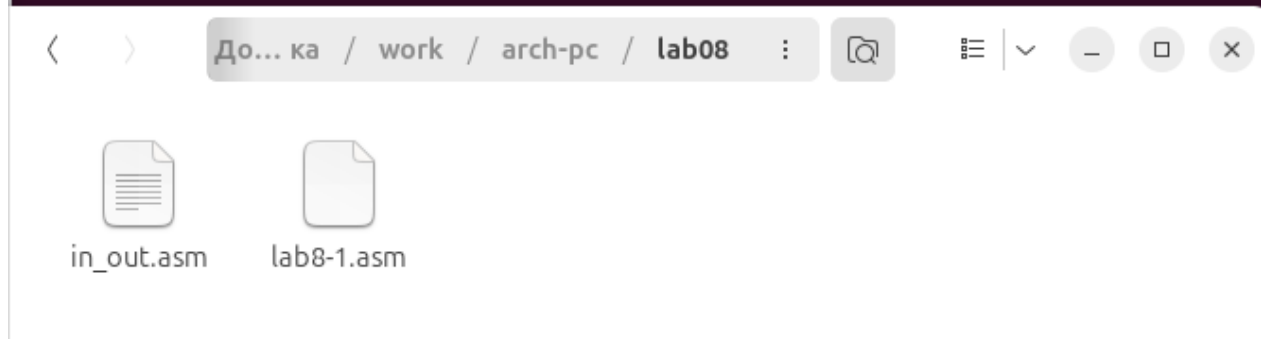 До... ка / work / arch-pc / lab08
in_out.asm lab8-1.asm